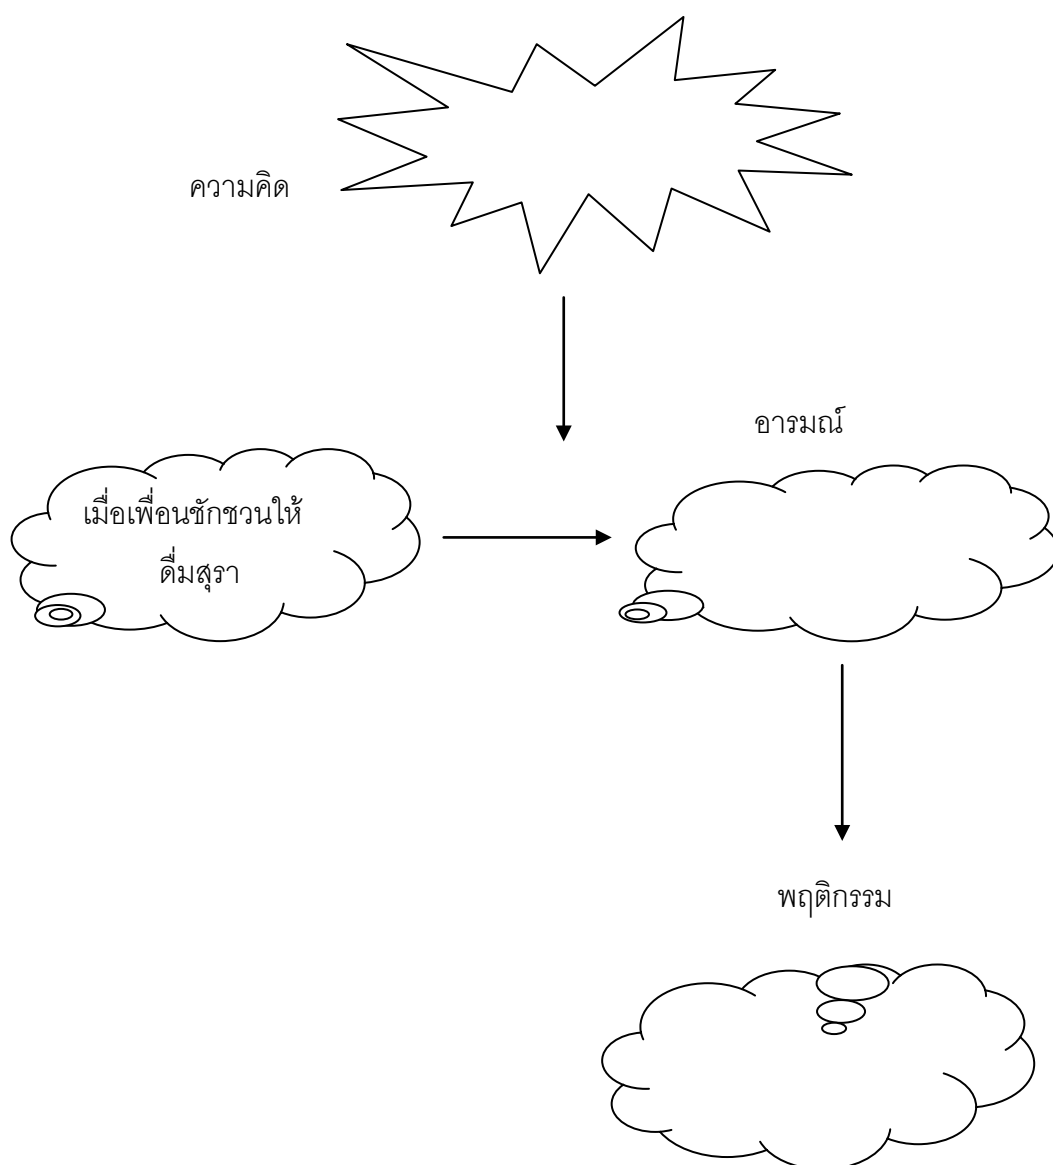 ความคิด
อารมณ์
เมื่อเพื่อนชักชวนให้
ดื่มสุรา
พฤติกรรม